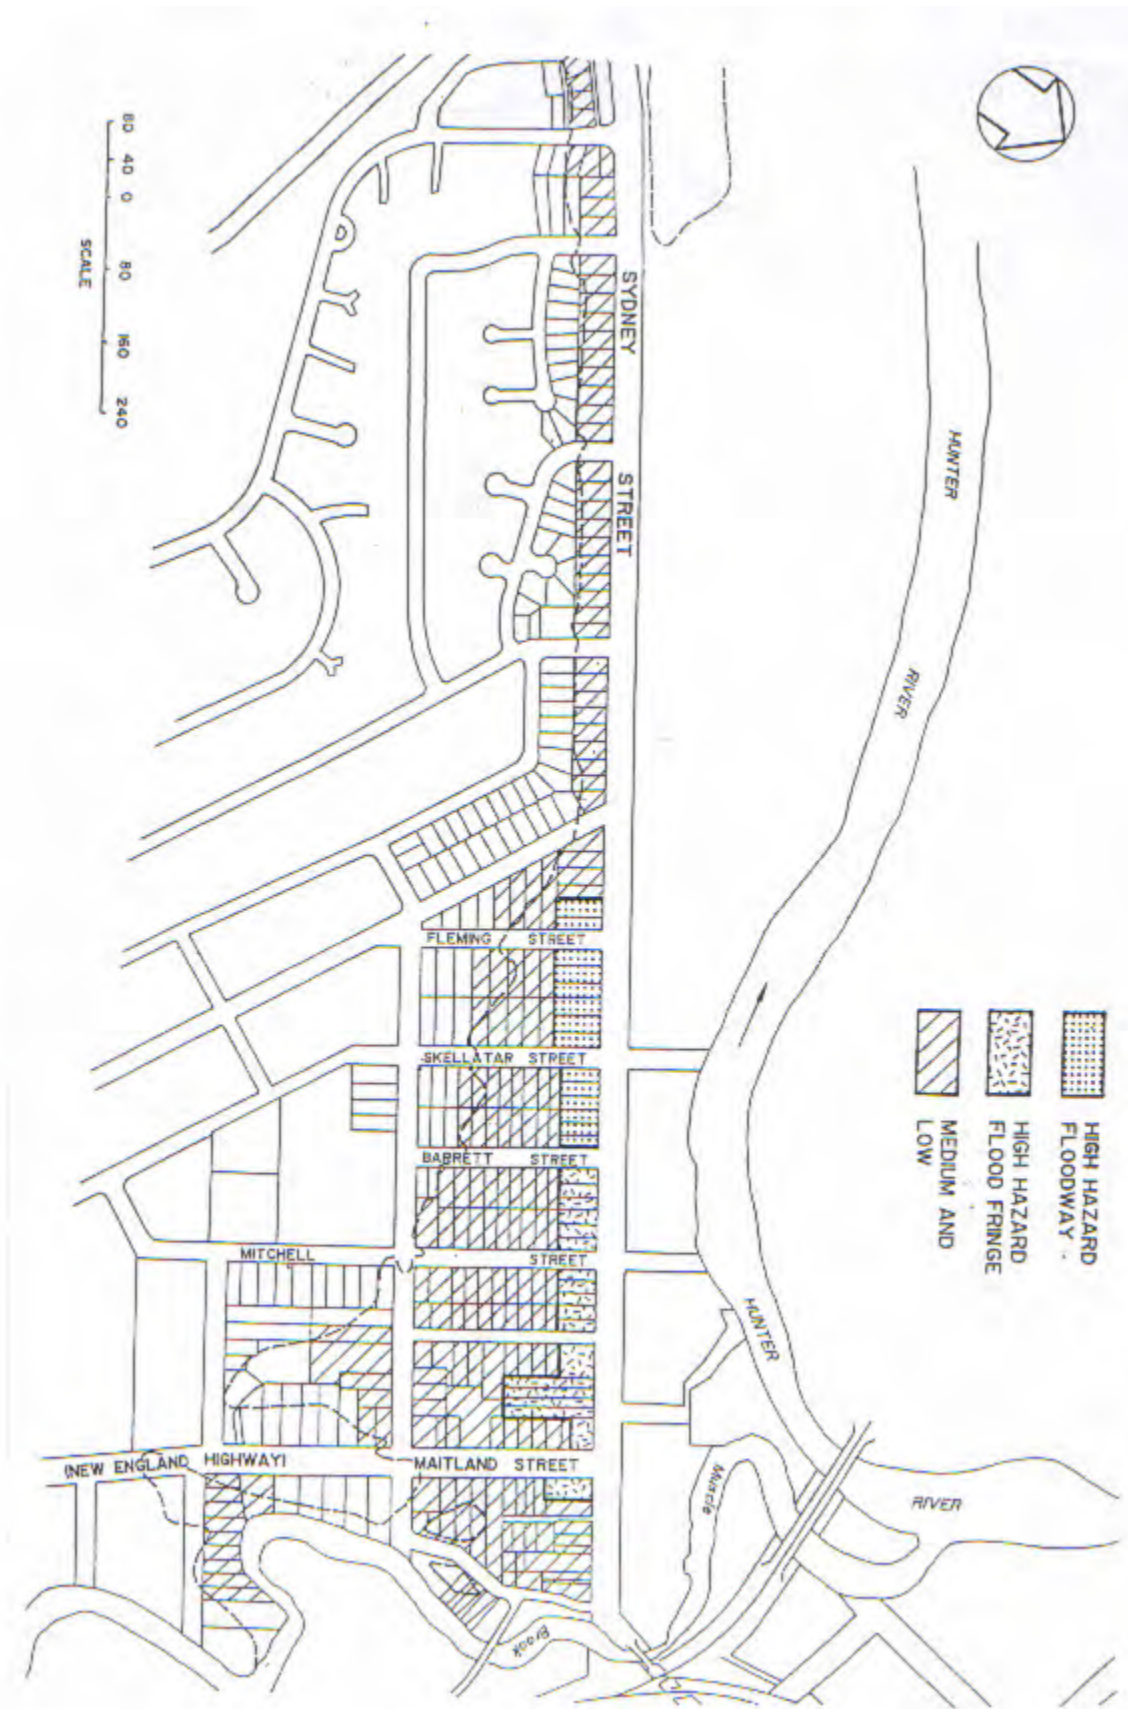 80 40 0 80 160 240
SCALE
SYDNEY
STREET
HUNTER
RIVER
HIGH HAZARD
FLOODWAY .
HIGH HAZARD
FLOOD FRINGE
MEDIUM AND
LOW
FLEMING STREET
SKELLATAR STREET
BARRETT STREET
MITCHELL STREET
HUNTER
RIVER
(NEW ENGLAND HIGHWAY)
MAITLAND STREET
Muscle
Brook